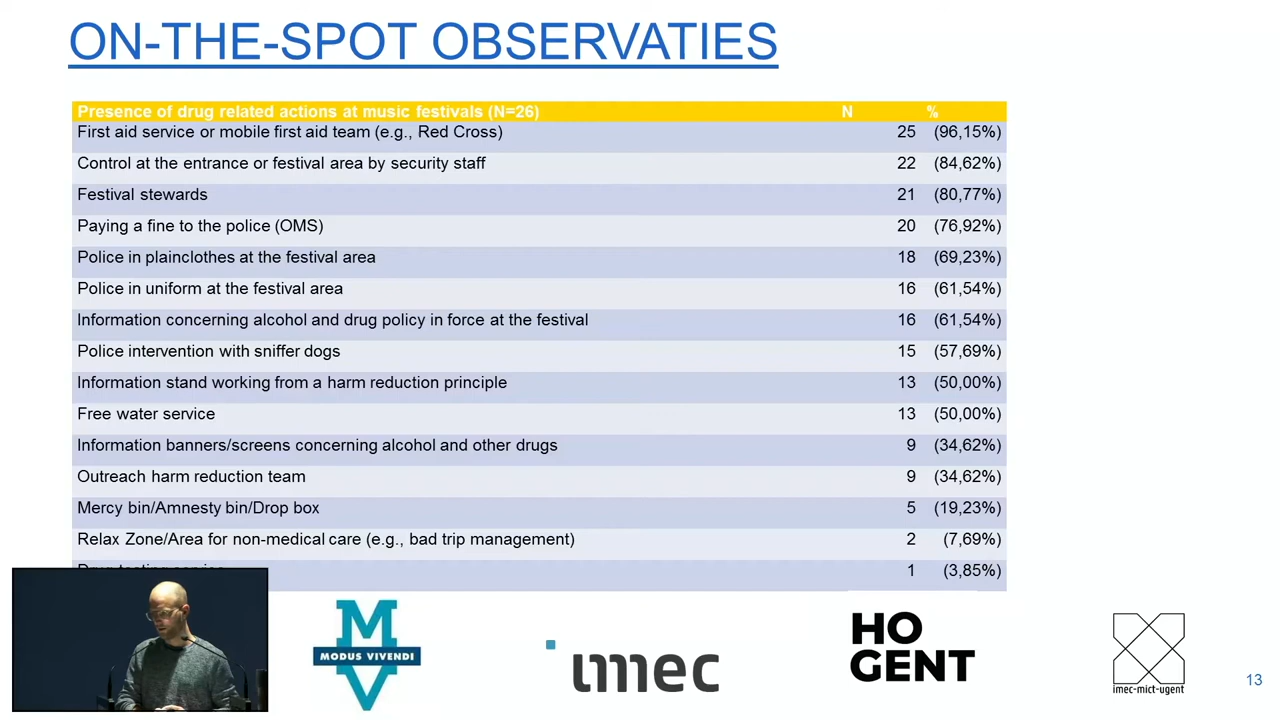 ON-THE-SPOT OBSERVATIES
Presence of drug related actions at music festivals (N=26) N %
First aid service or mobile first aid team (e.g., Red Cross) 25 (96,15%)
Control at the entrance or festival area by security staff 22 (84,62%)
Festival stewards 21 (80,77%)
Paying a fine to the police (OMS) 20 (76,92%)
Police in plainclothes at the festival area 18 (69,23%)
Police in uniform at the festival area 16 (61,54%)
Information concerning alcohol and drug policy in force at the festival 16 (61,54%)
Police intervention with sniffer dogs 15 (57,69%)
Information stand working from a harm reduction principle 13 (50,00%)
Free water service 13 (50,00%)
Information banners/screens concerning alcohol and other drugs 9 (34,62%)
Outreach harm reduction team 9 (34,62%)
Mercy bin/Amnesty bin/Drop box 5 (19,23%)
Relax Zone/Area for non-medical care (e.g., bad trip management) 2 (7,69%)
1 (3,85%)
M
MODUS VIVENDI
V
imec
HO
GENT
imec-mict-ugent
13